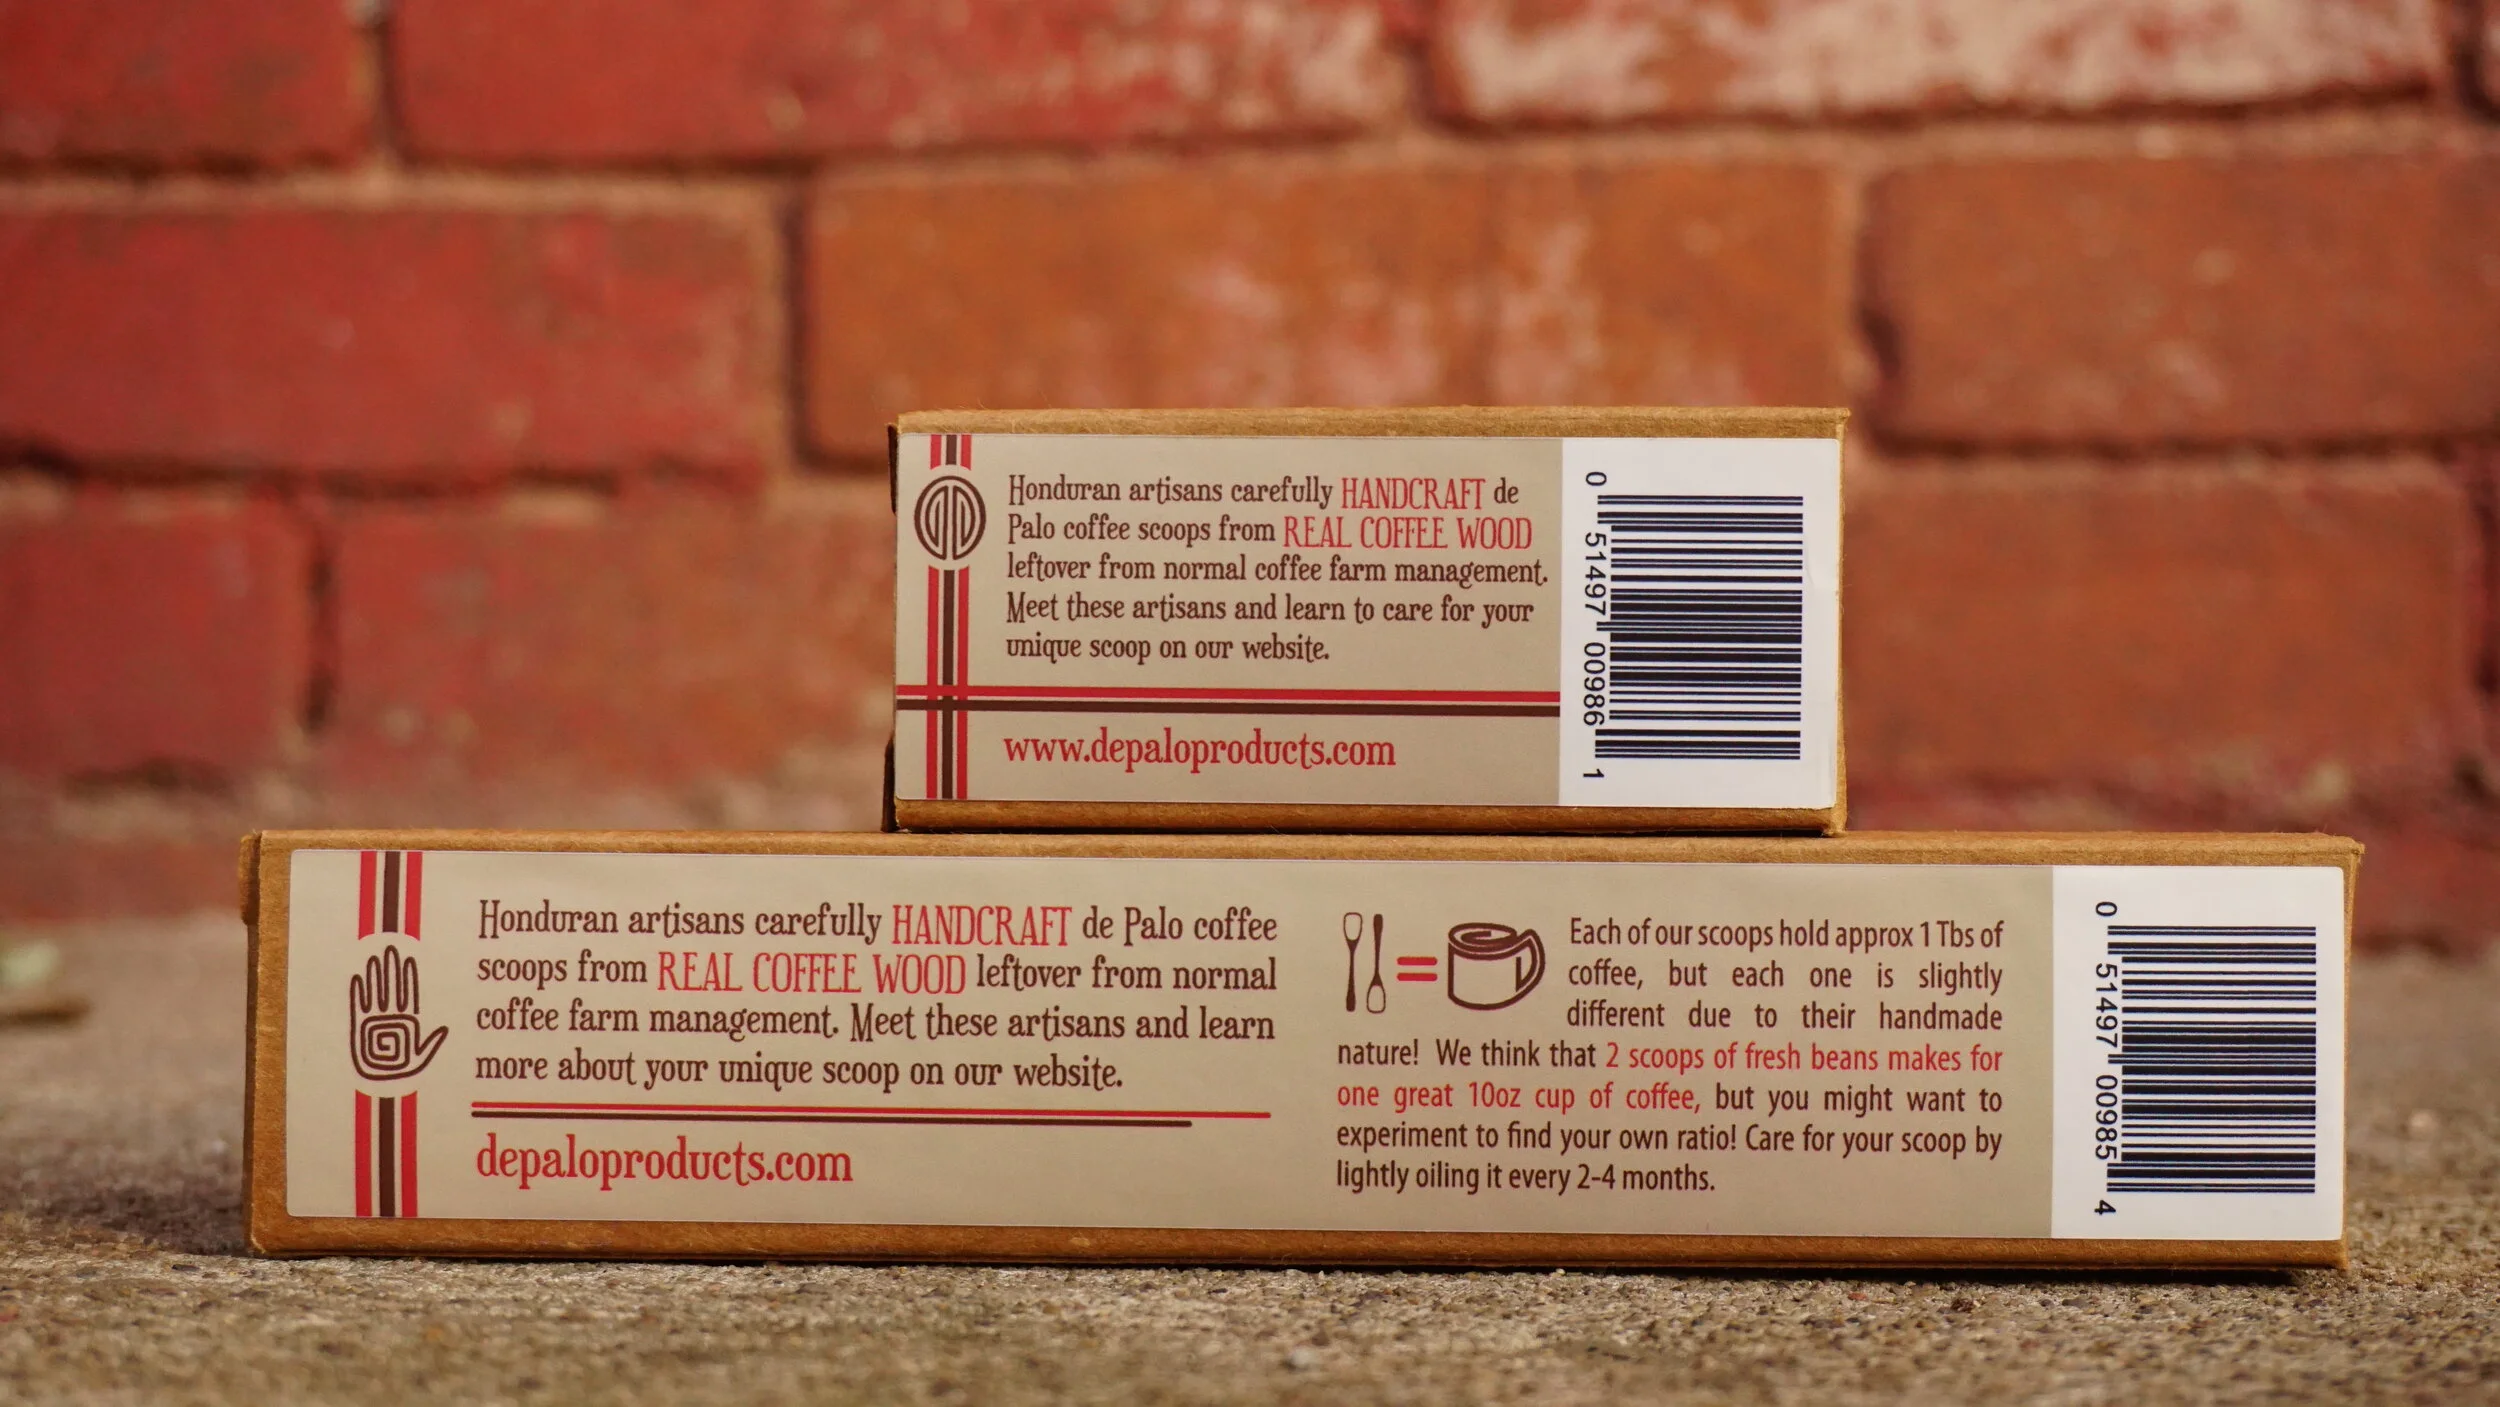 Honduran artisans carefully HANDCRAFT de
Palo coffee scoops from REAL COFFEE WOOD
leftover from normal coffee farm management.
Meet these artisans and learn to care for your
unique scoop on our website.
www.depaloproducts.com
0 51497 00986 1
Honduran artisans carefully HANDCRAFT de Palo coffee
scoops from REAL COFFEE WOOD leftover from normal
coffee farm management. Meet these artisans and learn
more about your unique scoop on our website.
depaloproducts.com
=
Each of our scoops hold approx 1 Tbs of
coffee, but each one is slightly
different due to their handmade
nature! We think that 2 scoops of fresh beans makes for
one great 10oz cup of coffee, but you might want to
experiment to find your own ratio! Care for your scoop by
lightly oiling it every 2-4 months.
0 51497 00985 4